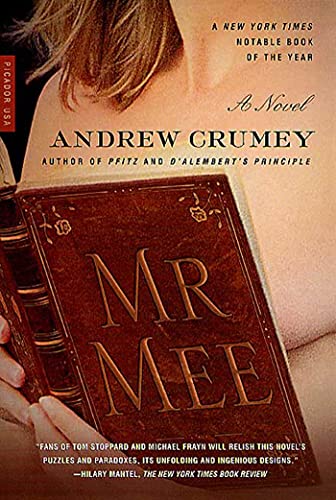 A NEW YORK TIMES
NOTABLE BOOK
OF THE YEAR
PICADOR USA
A Novel
ANDREW CRUMEY
AUTHOR OF PFITZ AND D'ALEMBERT'S PRINCIPLE
MR
MEE
"FANS OF TOM STOPPARD AND MICHAEL FRAYN WILL RELISH THIS NOVEL'S
PUZZLES AND PARADOXES, ITS UNFOLDING AND INGENIOUS DESIGNS."
—HILARY MANTEL, THE NEW YORK TIMES BOOK REVIEW